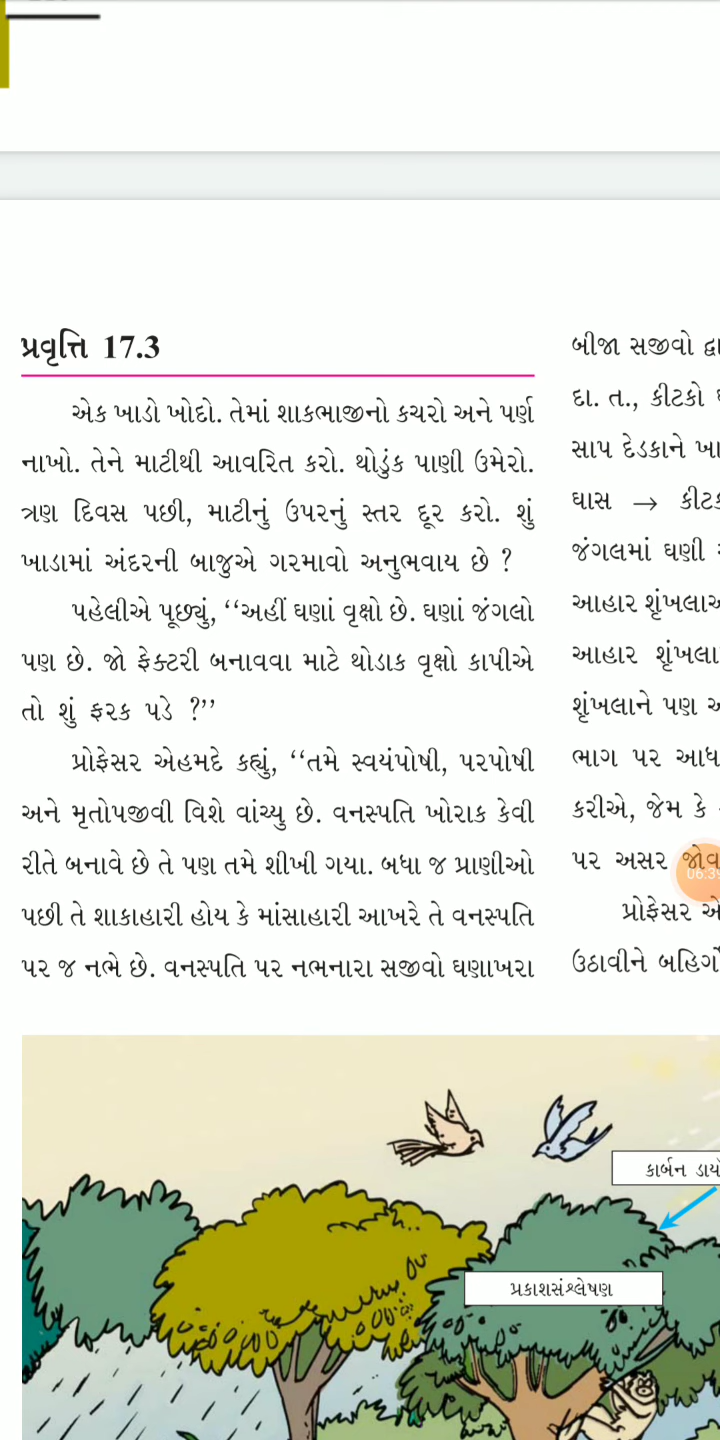 પ્રવૃત્તિ 17.3
એક ખાડો ખોદો. તેમાં શાકભાજીનો કચરો અને પર્ણ
નાખો. તેને માટીથી આવરિત કરો. થોડુંક પાણી ઉમેરો.
ત્રણ દિવસ પછી, માટીનું ઉપરનું સ્તર દૂર કરો. શું
ખાડામાં અંદરની બાજુએ ગરમાવો અનુભવાય છે ?
પહેલીએ પૂછ્યું, ‘‘અહીં ઘણાં વૃક્ષો છે. ઘણાં જંગલો
પણ છે. જો ફેક્ટરી બનાવવા માટે થોડાક વૃક્ષો કાપીએ
તો શું ફરક પડે ?’’
પ્રોફેસર એહમદે કહ્યું, ‘‘તમે સ્વયંપોષી, પરપોષી
અને મૃતોપજીવી વિશે વાંચ્યુ છે. વનસ્પતિ ખોરાક કેવી
રીતે બનાવે છે તે પણ તમે શીખી ગયા. બધા જ પ્રાણીઓ
પછી તે શાકાહારી હોય કે માંસાહારી આખરે તે વનસ્પતિ
પર જ નભે છે. વનસ્પતિ પર નભનારા સજીવો ઘણાખરા
બીજા સજીવો
દા. ત., કીટકો
સાપ દેડકાને
ઘાસ →
જંગલમાં ઘણી
આહાર
આહાર
શૃંખલાને પણ
ભાગ પર
કરીએ, જેમ કે
પર અસર
પ્રોફેસર
ઉઠાવીને
કાર્બન
પ્રકાશસંશ્લેષણ